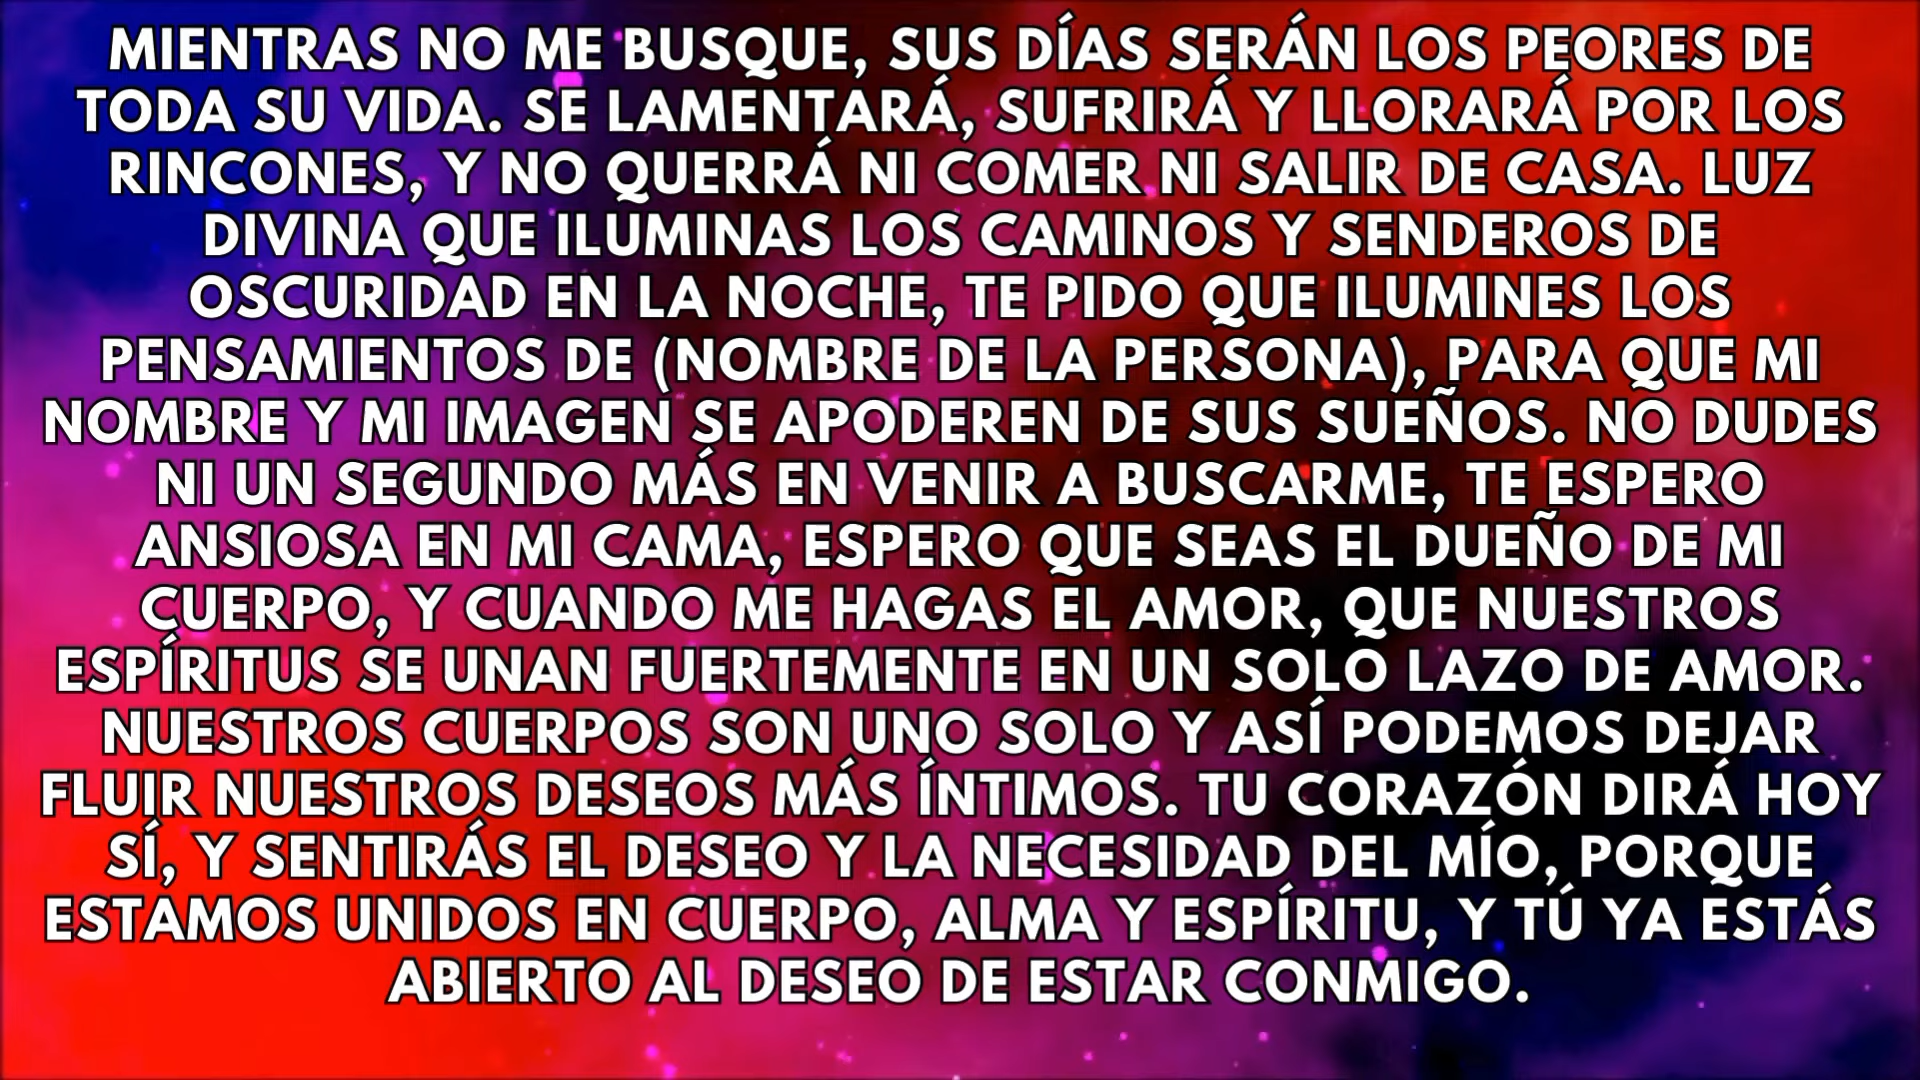 MIENTRAS NO ME BUSQUE, SUS DÍAS SERÁN LOS PEORES DE
TODA SU VIDA. SE LAMENTARÁ, SUFRIRÁ Y LLORARÁ POR LOS
RINCONES, Y NO QUERRÁ NI COMER NI SALIR DE CASA. LUZ
DIVINA QUE ILUMINAS LOS CAMINOS Y SENDEROS DE
OSCURIDAD EN LA NOCHE, TE PIDO QUE ILUMINES LOS
PENSAMIENTOS DE (NOMBRE DE LA PERSONA), PARA QUE MI
NOMBRE Y MI IMAGEN SE APODEREN DE SUS SUEÑOS. NO DUDES
NI UN SEGUNDO MÁS EN VENIR A BUSCARME, TE ESPERO
ANSIOSA EN MI CAMA, ESPERO QUE SEAS EL DUEÑO DE MI
CUERPO, Y CUANDO ME HAGAS EL AMOR, QUE NUESTROS
ESPÍRITUS SE UNAN FUERTEMENTE EN UN SOLO LAZO DE AMOR.
NUESTROS CUERPOS SON UNO SOLO Y ASÍ PODEMOS DEJAR
FLUIR NUESTROS DESEOS MÁS ÍNTIMOS. TU CORAZÓN DIRÁ HOY
SÍ, Y SENTIRÁS EL DESEO Y LA NECESIDAD DEL MÍO, PORQUE
ESTAMOS UNIDOS EN CUERPO, ALMA Y ESPÍRITU, Y TÚ YA ESTÁS
ABIERTO AL DESEO DE ESTAR CONMIGO.